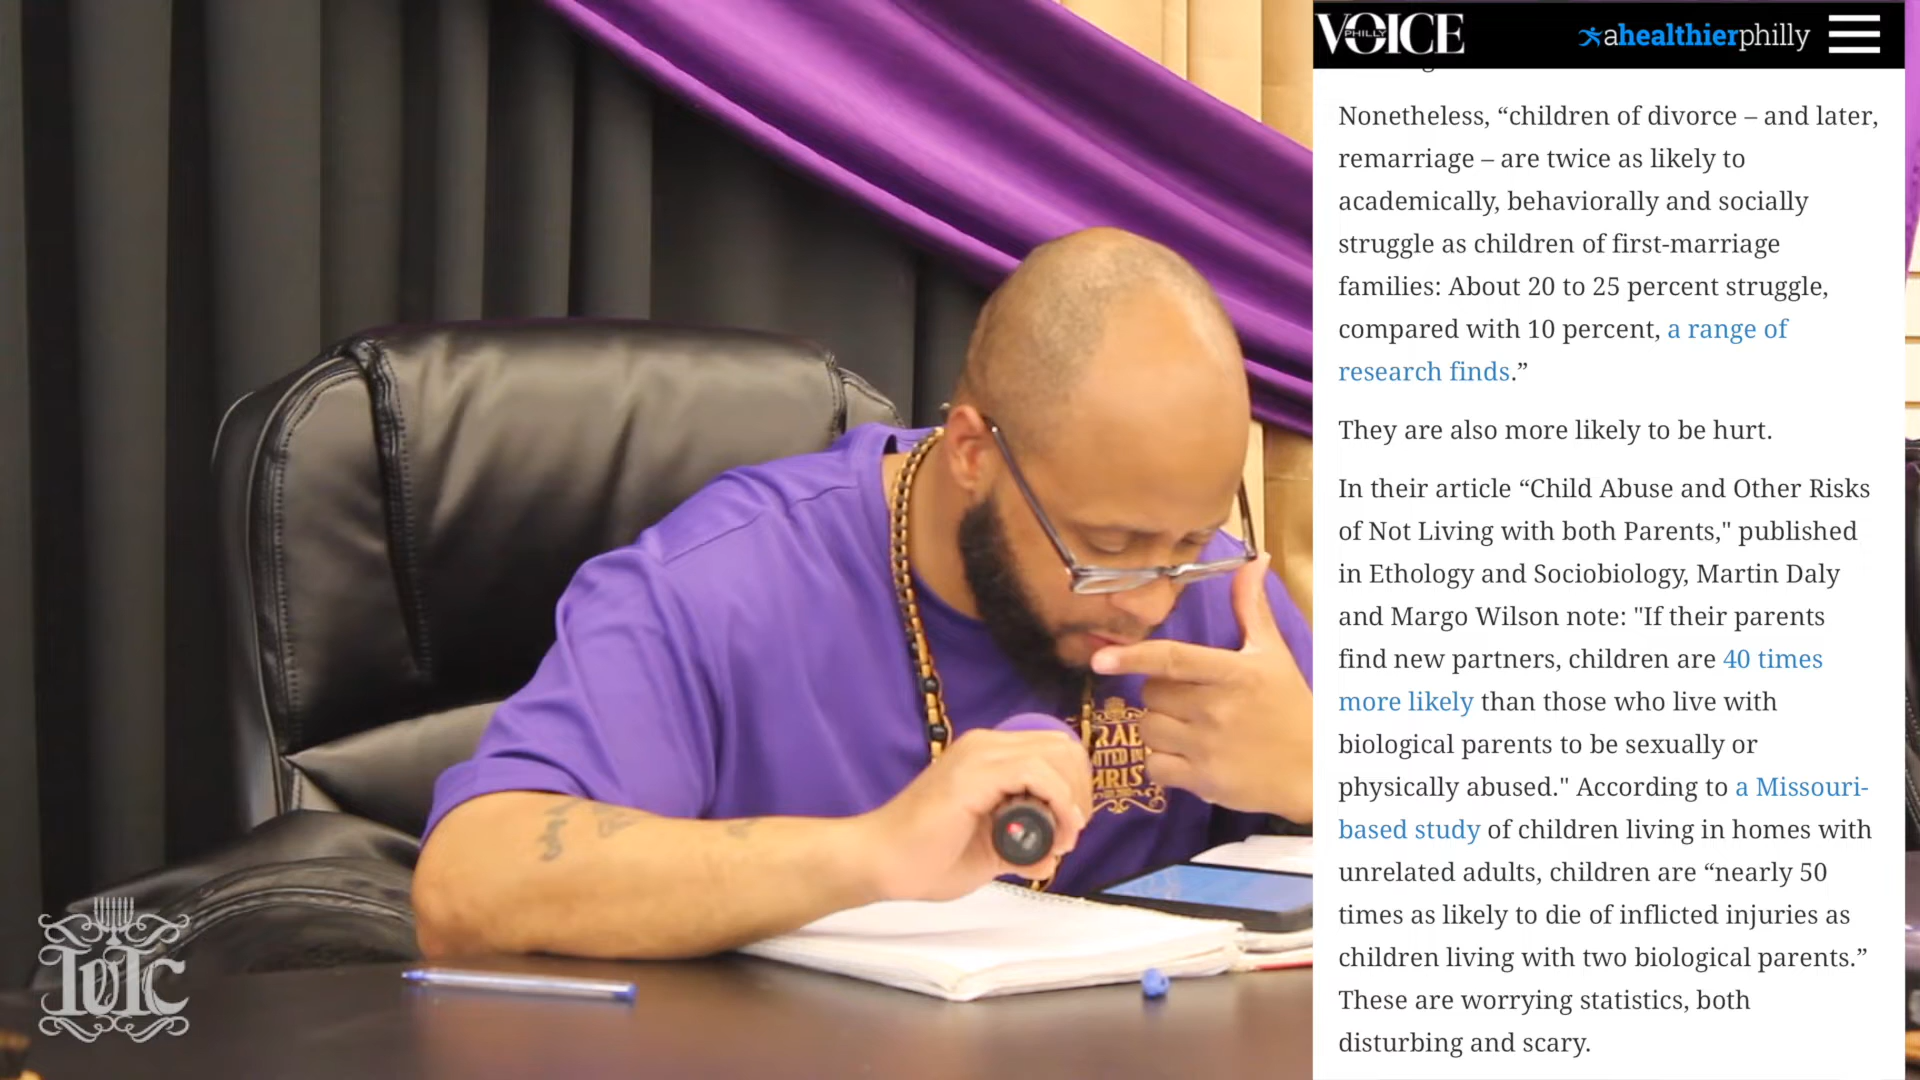 VOICE
PHILLY
ahealthierphilly
Nonetheless, “children of divorce – and later,
remarriage – are twice as likely to
academically, behaviorally and socially
struggle as children of first-marriage
families: About 20 to 25 percent struggle,
compared with 10 percent, a range of
research finds.”
They are also more likely to be hurt.
In their article “Child Abuse and Other Risks
of Not Living with both Parents," published
in Ethology and Sociobiology, Martin Daly
and Margo Wilson note: "If their parents
find new partners, children are 40 times
more likely than those who live with
biological parents to be sexually or
physically abused." According to a Missouri-
based study of children living in homes with
unrelated adults, children are “nearly 50
times as likely to die of inflicted injuries as
children living with two biological parents.”
These are worrying statistics, both
disturbing and scary.
IUIC